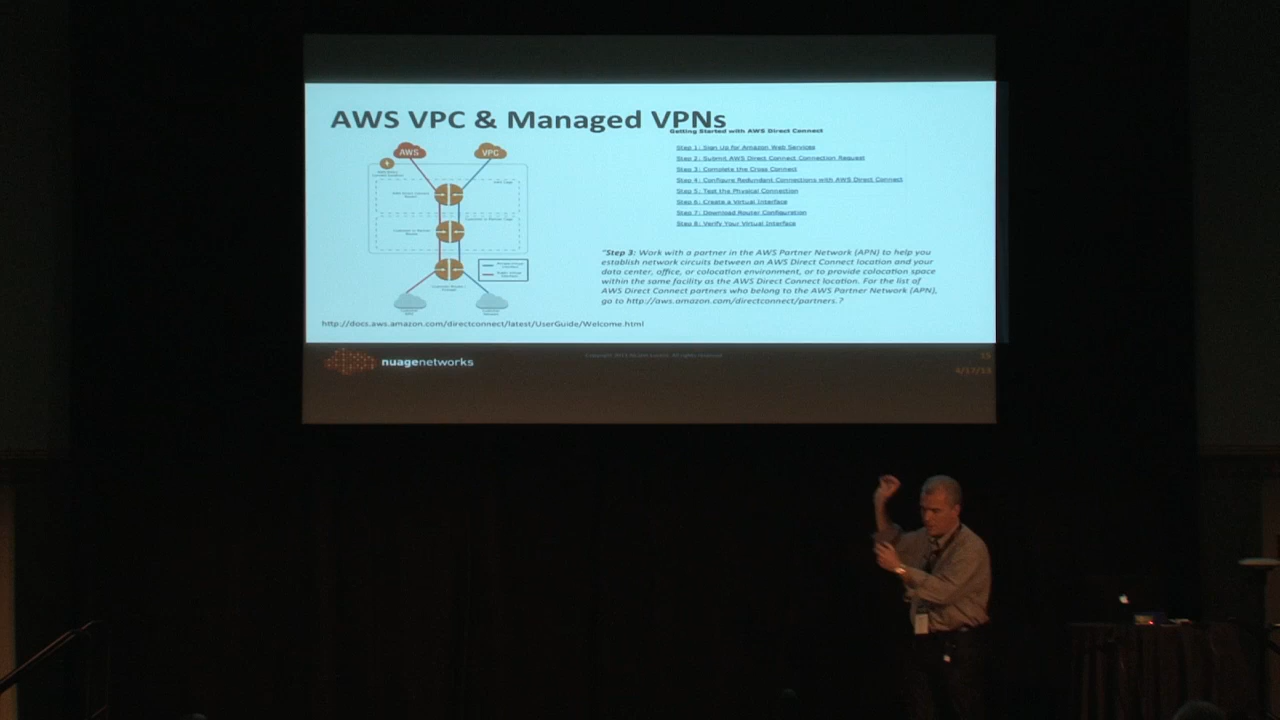 AWS VPC & Managed VPNs
Getting Started with AWS Direct Connect
AWS
VPC
Step 1: Sign Up for Amazon Web Services
Step 2: Submit AWS Direct Connect Connection Request
Step 3: Complete the Cross Connect
Step 4: Configure Redundant Connections with AWS Direct Connect
Step 5: Test the Physical Connection
Step 6: Create a Virtual Interface
Step 7: Download Router Configuration
Step 8: Verify Your Virtual Interface
"Step 3: Work with a partner in the AWS Partner Network (APN) to help you
establish network circuits between an AWS Direct Connect location and your
data center, office, or colocation environment, or to provide colocation space
within the same facility as the AWS Direct Connect location. For the list
of AWS Direct Connect partners who belong to the AWS Partner Network (APN),
go to http://aws.amazon.com/directconnect/partners.?
http://docs.aws.amazon.com/directconnect/latest/UserGuide/Welcome.html
nuagenetworks
15
4/17/13